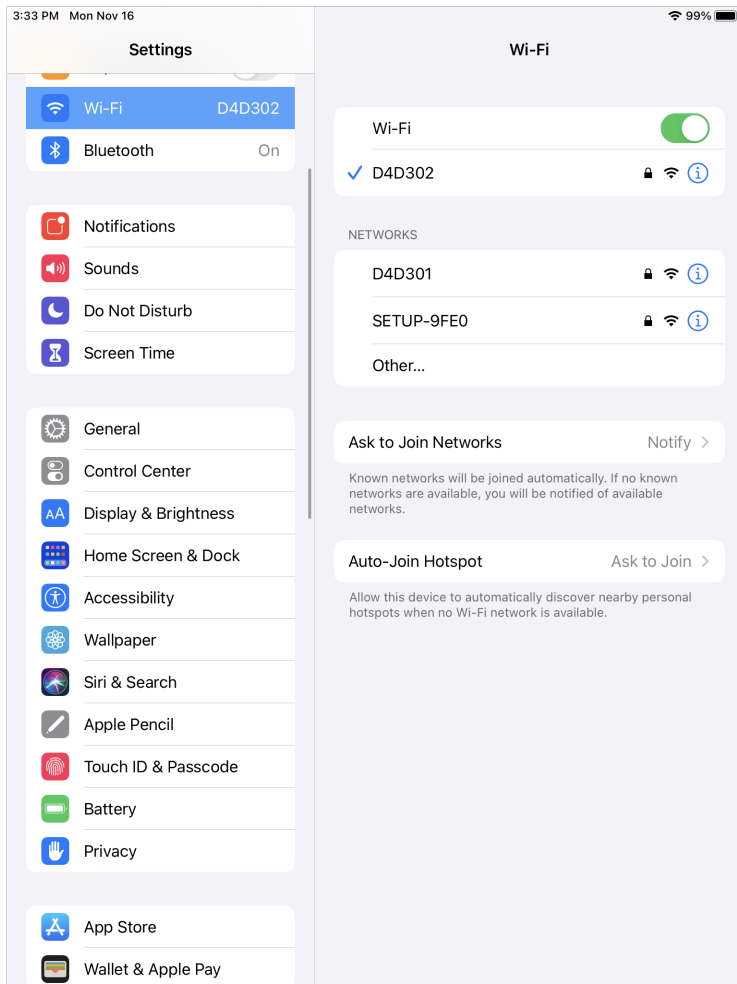 3:33 PM Mon Nov 16
99%
Settings
Wi-Fi D4D302
Bluetooth On
Notifications
Sounds
Do Not Disturb
Screen Time
General
Control Center
AA Display & Brightness
Home Screen & Dock
Accessibility
Wallpaper
Siri & Search
Apple Pencil
Touch ID & Passcode
Battery
Privacy
App Store
Wallet & Apple Pay
Wi-Fi
Wi-Fi
D4D302
NETWORKS
D4D301
SETUP-9FE0
Other...
Ask to Join Networks Notify
Known networks will be joined automatically. If no known
networks are available, you will be notified of available
networks.
Auto-Join Hotspot Ask to Join
Allow this device to automatically discover nearby personal
hotspots when no Wi-Fi network is available.